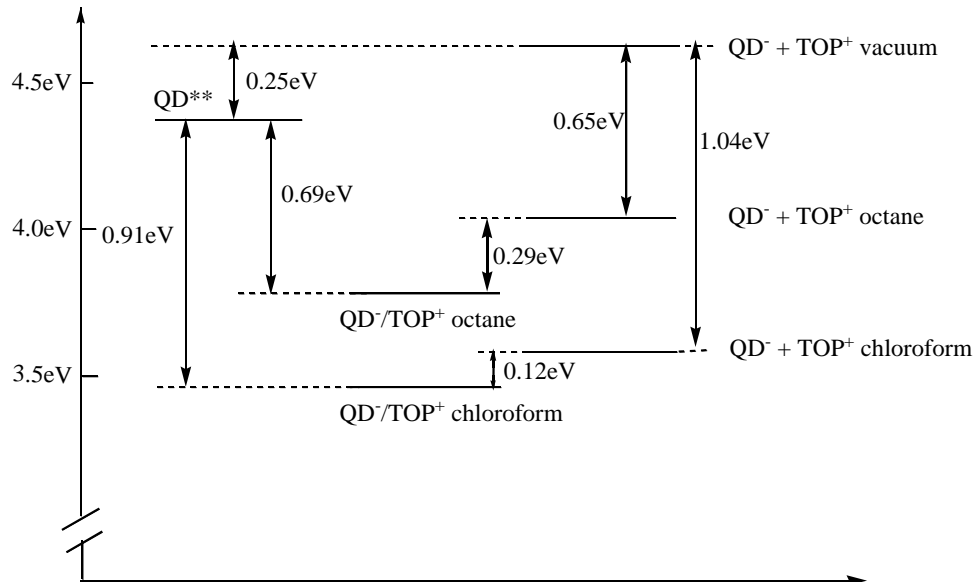 QD⁻ + TOP⁺ vacuum
4.5eV
0.25eV
QD**
0.65eV
1.04eV
0.69eV
QD⁻ + TOP⁺ octane
4.0eV
0.91eV
0.29eV
QD⁻/TOP⁺ octane
QD⁻ + TOP⁺ chloroform
3.5eV
0.12eV
QD⁻/TOP⁺ chloroform